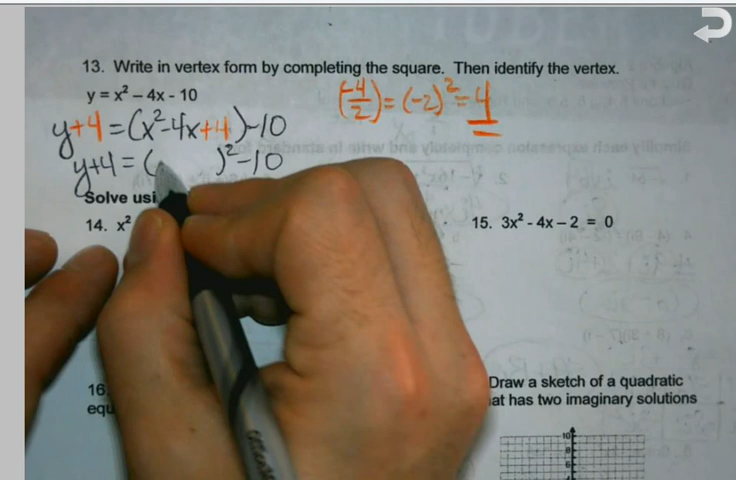 13. Write in vertex form by completing the square. Then identify the vertex.
y = x² – 4x - 10
(-4/2) = (-2)² = 4
y+4 = (x²-4x+4)-10
y+4 = ( )²-10
Solve usi
14. x²
15. 3x² - 4x – 2 = 0
16.
equ
Draw a sketch of a quadratic
at has two imaginary solutions
10
8
6